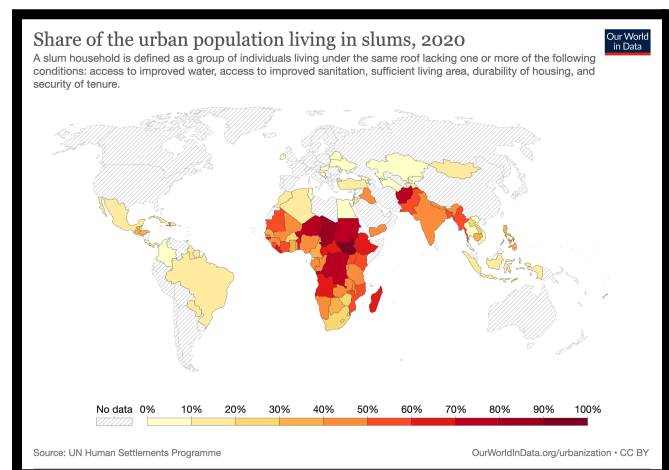 Share of the urban population living in slums, 2020
Our World
in Data
A slum household is defined as a group of individuals living under the same roof lacking one or more of the following
conditions: access to improved water, access to improved sanitation, sufficient living area, durability of housing, and
security of tenure.
No data 0% 10% 20% 30% 40% 50% 60% 70% 80% 90% 100%
Source: UN Human Settlements Programme
OurWorldInData.org/urbanization • CC BY